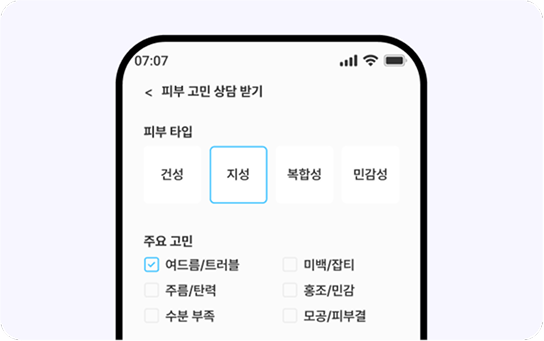 07:07
< 피부 고민 상담 받기
피부 타입
건성 지성 복합성 민감성
주요 고민
여드름/트러블 미백/잡티
주름/탄력 홍조/민감
수분 부족 모공/피부결